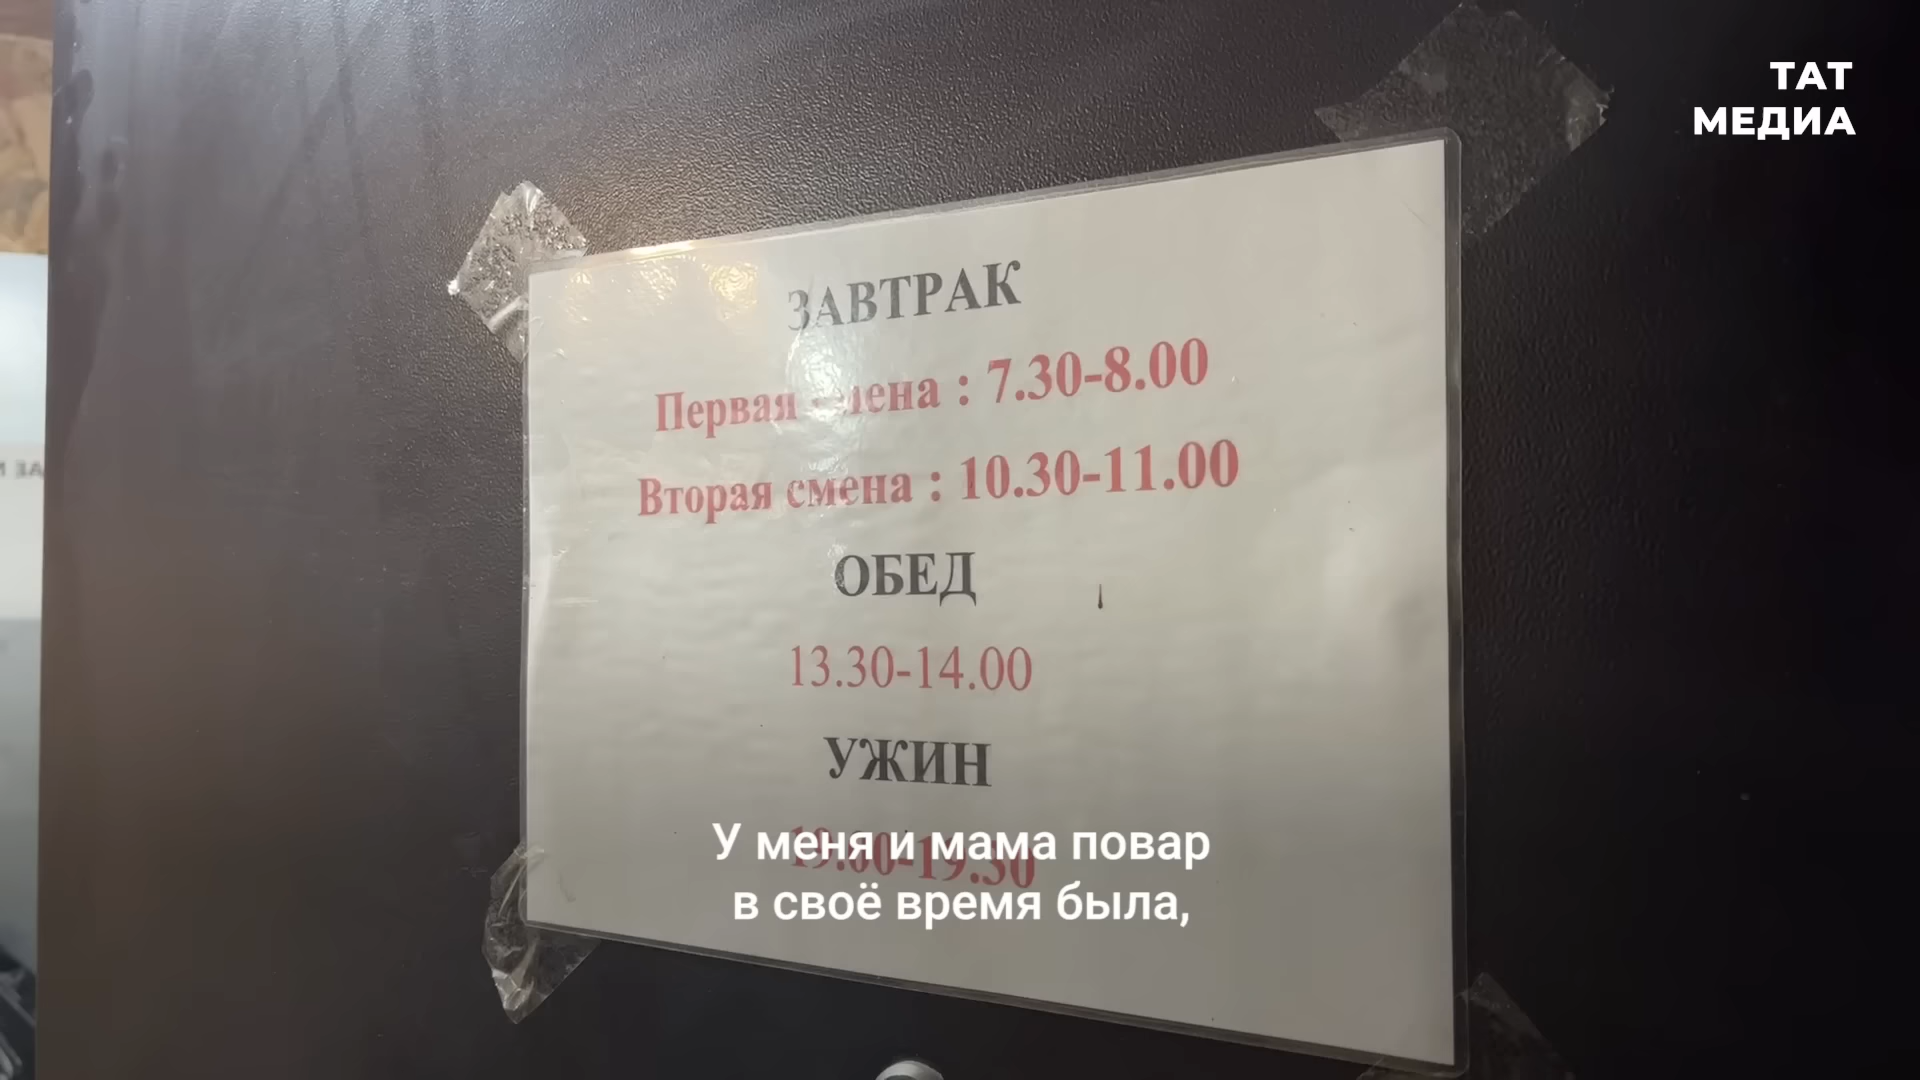 ТАТ
МЕДИА
ЗАВТРАК
Первая смена : 7.30-8.00
Вторая смена : 10.30-11.00
ОБЕД
13.30-14.00
УЖИН
У меня и мама повар
в своё время была,